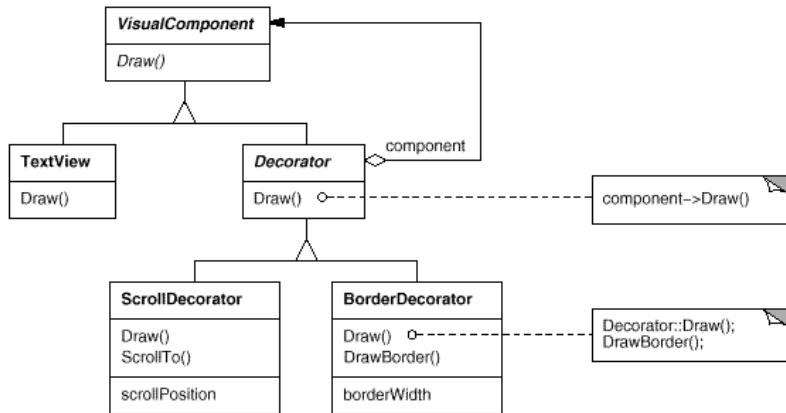 VisualComponent
Draw()
component
TextView
Draw()
Decorator
Draw()
component->Draw()
ScrollDecorator
Draw()
ScrollTo()
scrollPosition
BorderDecorator
Draw()
DrawBorder()
borderWidth
Decorator::Draw();
DrawBorder();